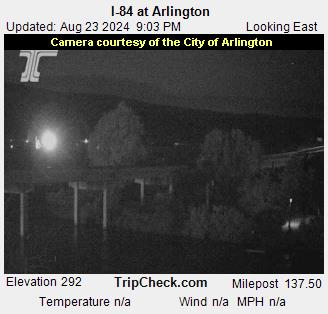 I-84 at Arlington
Updated: Aug 23 2024 9:03 PM Looking East
Camera courtesy of the City of Arlington
Elevation 292 TripCheck.com Milepost 137.50
Temperature n/a Wind n/a MPH n/a